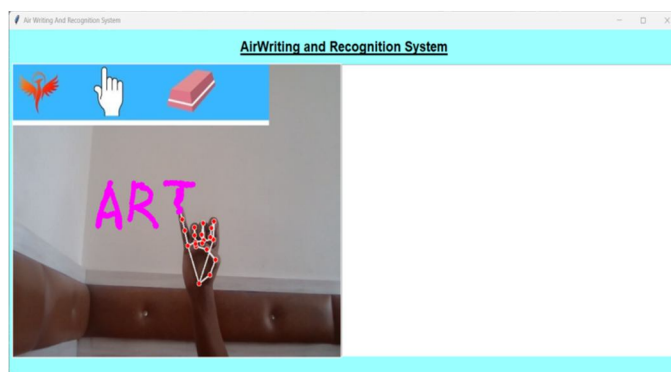 Air Writing And Recognition System
AirWriting and Recognition System
ART